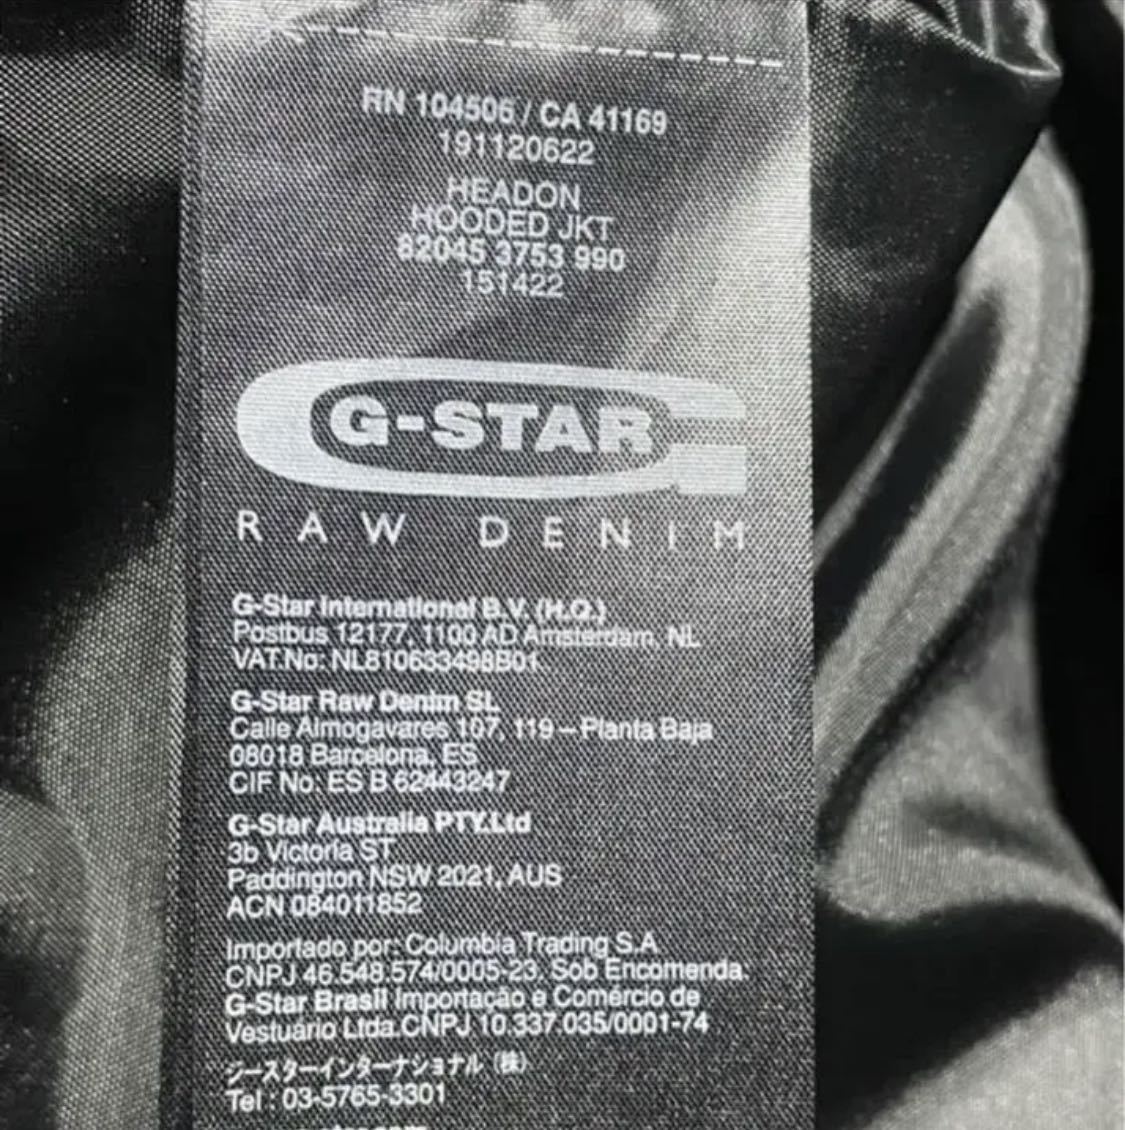 RN 104506 / CA 41169
191120622
HEADON
HOODED JKT
82045 3753 990
151422
G-STAR
RAW DENIM
G-Star International B.V. (H.Q.)
Postbus 12177, 1100 AD Amsterdam, NL
VAT.No: NL810633498B01
G-Star Raw Denim SL
Calle Almogavares 107, 119 – Planta Baja
08018 Barcelona, ES
CIF No: ES B 62443247
G-Star Australia PTY.Ltd
3b Victoria ST
Paddington NSW 2021, AUS
ACN 084011852
Importado por: Columbia Trading S.A.
CNPJ 46.548.574/0005-23. Sob Encomenda.
G-Star Brasil Importação e Comércio de
Vestuário Ltda.CNPJ 10.337.035/0001-74
ジースターインターナショナル（株）
Tel : 03-5765-3301